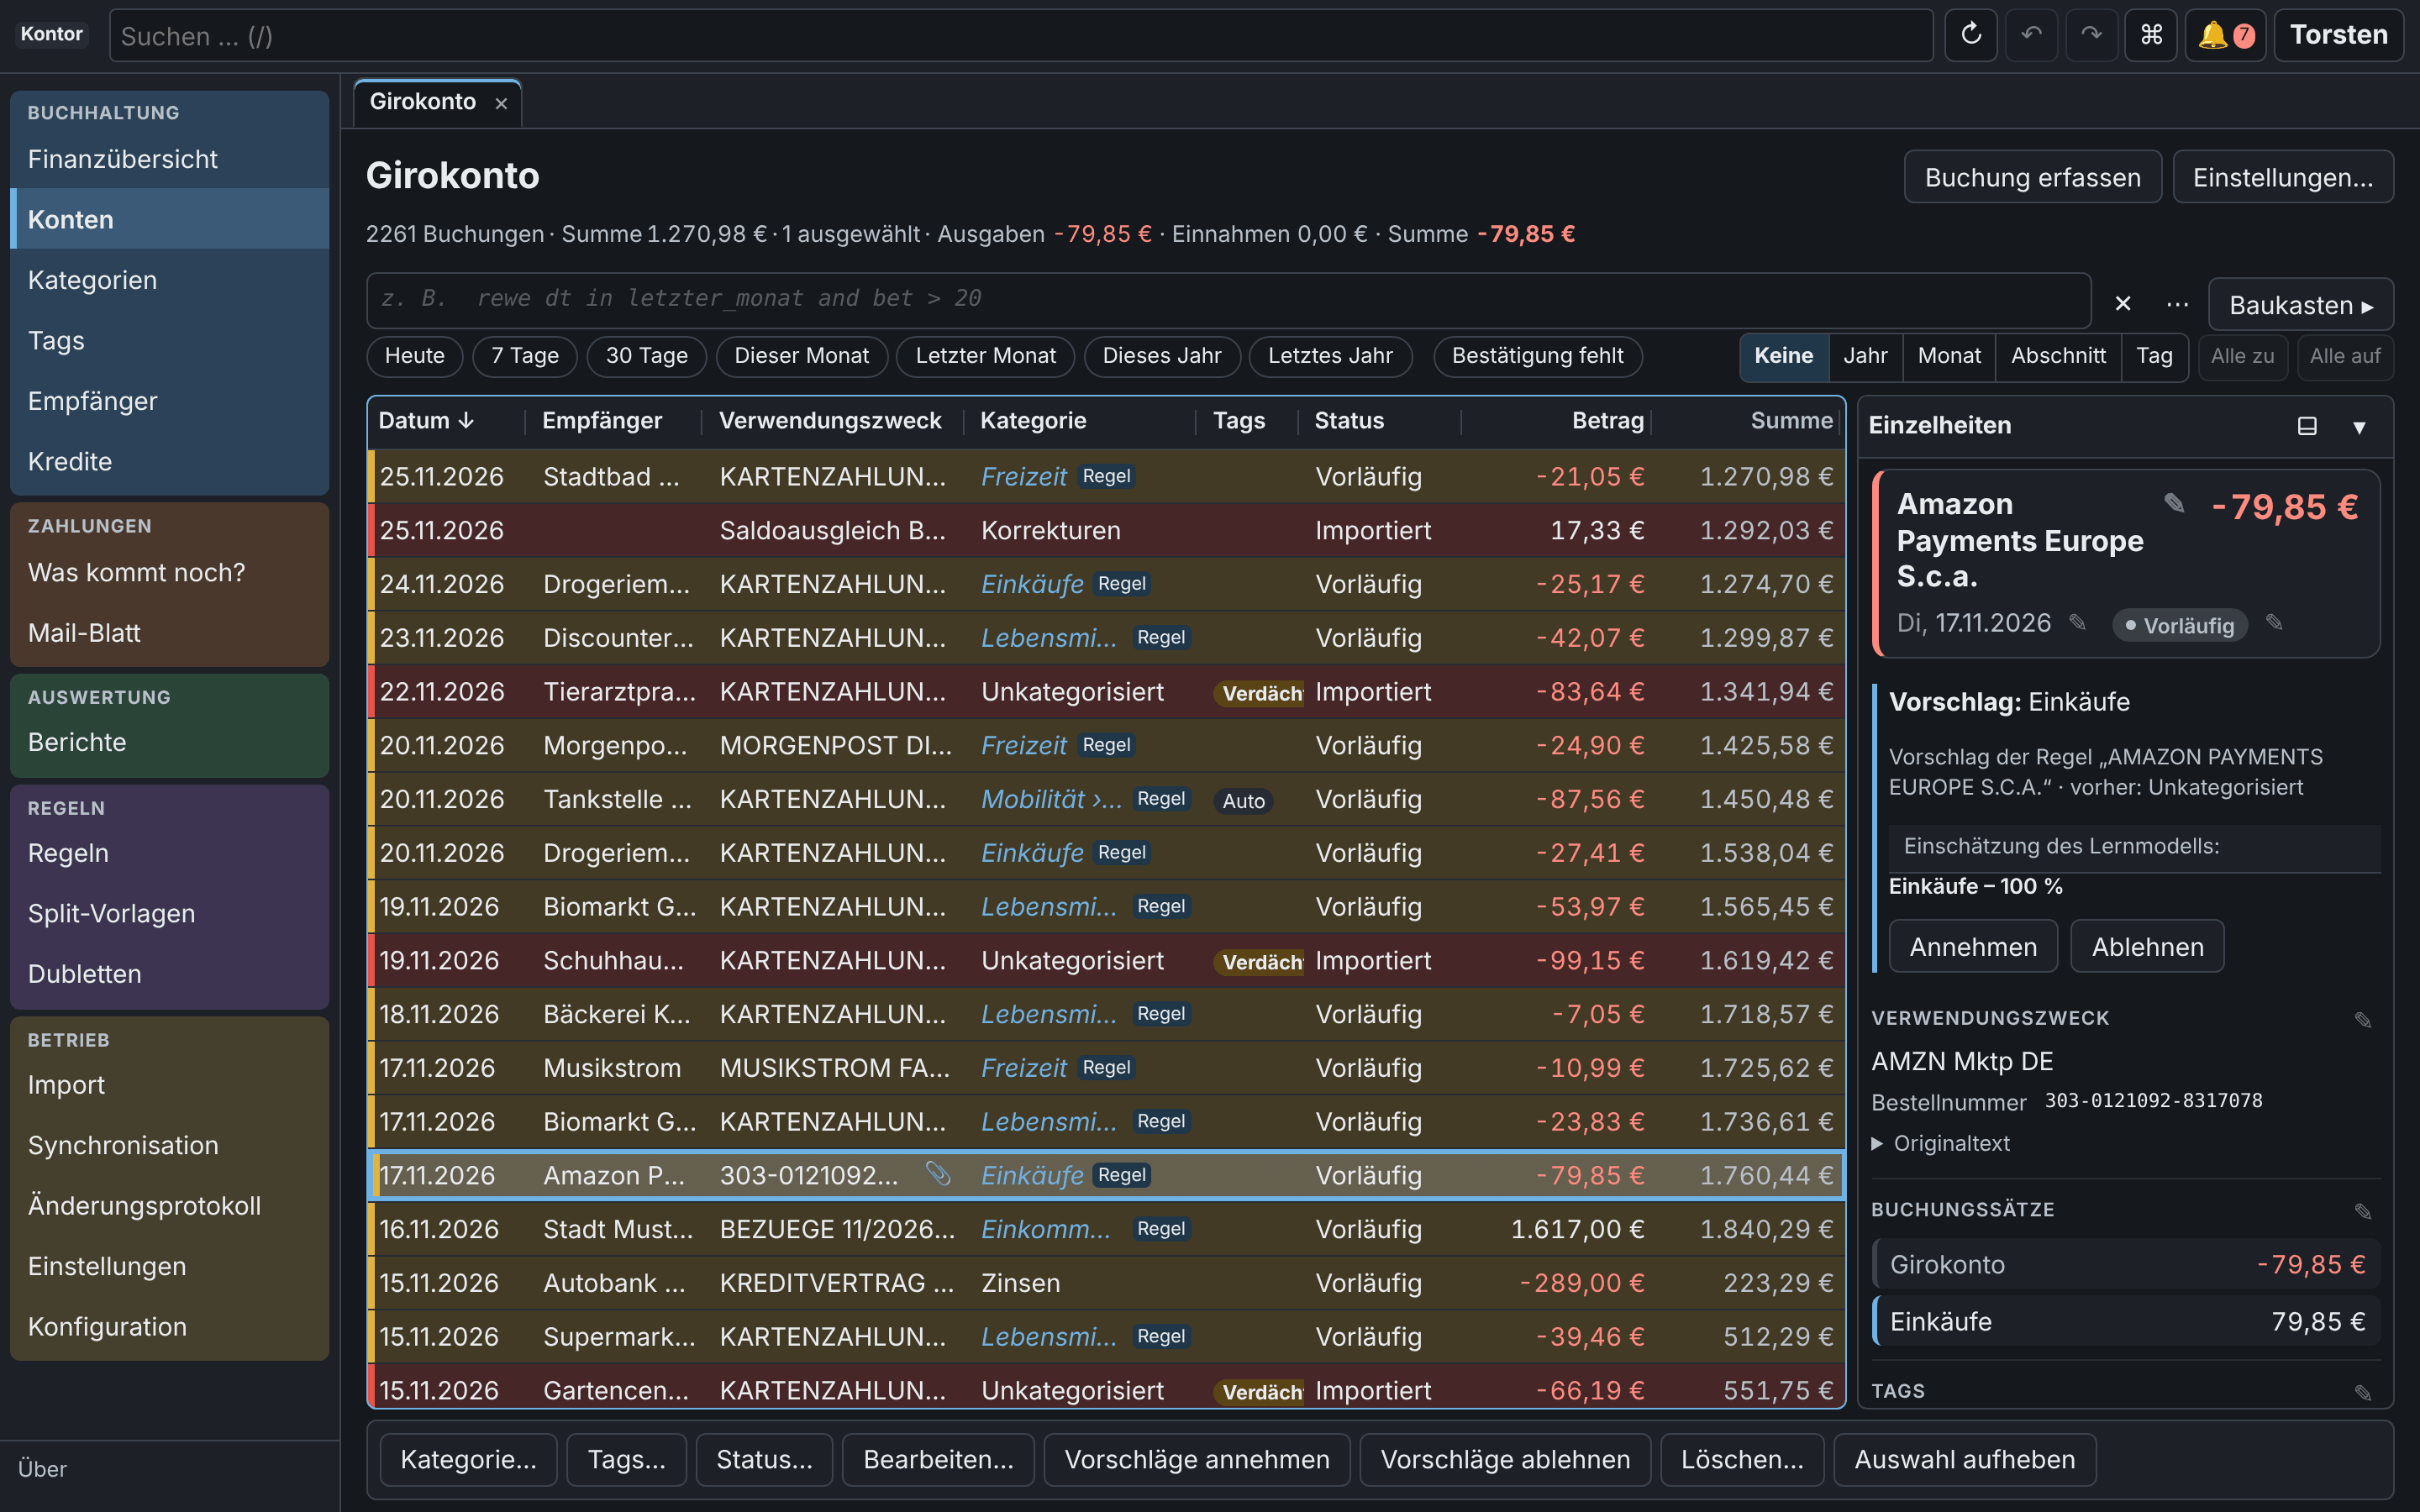 Kontor
Suchen ... (/)
7
Torsten
BUCHHALTUNG
Finanzübersicht
Konten
Kategorien
Tags
Empfänger
Kredite
ZAHLUNGEN
Was kommt noch?
Mail-Blatt
AUSWERTUNG
Berichte
REGELN
Regeln
Split-Vorlagen
Dubletten
BETRIEB
Import
Synchronisation
Änderungsprotokoll
Einstellungen
Konfiguration
Über
Girokonto ×
Girokonto
Buchung erfassen Einstellungen...
2261 Buchungen · Summe 1.270,98 € · 1 ausgewählt · Ausgaben -79,85 € · Einnahmen 0,00 € · Summe -79,85 €
z. B. rewe dt in letzter_monat and bet > 20
× ... Baukasten ▸
Heute 7 Tage 30 Tage Dieser Monat Letzter Monat Dieses Jahr Letztes Jahr Bestätigung fehlt
Keine Jahr Monat Abschnitt Tag Alle zu Alle auf
Datum ↓ Empfänger Verwendungszweck Kategorie Tags Status Betrag Summe
25.11.2026 Stadtbad ... KARTENZAHLUN... Freizeit Regel Vorläufig -21,05 € 1.270,98 €
25.11.2026 Saldoausgleich B... Korrekturen Importiert 17,33 € 1.292,03 €
24.11.2026 Drogeriem... KARTENZAHLUN... Einkäufe Regel Vorläufig -25,17 € 1.274,70 €
23.11.2026 Discounter... KARTENZAHLUN... Lebensmi... Regel Vorläufig -42,07 € 1.299,87 €
22.11.2026 Tierarztpra... KARTENZAHLUN... Unkategorisiert Verdäch Importiert -83,64 € 1.341,94 €
20.11.2026 Morgenpo... MORGENPOST DI... Freizeit Regel Vorläufig -24,90 € 1.425,58 €
20.11.2026 Tankstelle ... KARTENZAHLUN... Mobilität ›... Regel Auto Vorläufig -87,56 € 1.450,48 €
20.11.2026 Drogeriem... KARTENZAHLUN... Einkäufe Regel Vorläufig -27,41 € 1.538,04 €
19.11.2026 Biomarkt G... KARTENZAHLUN... Lebensmi... Regel Vorläufig -53,97 € 1.565,45 €
19.11.2026 Schuhhau... KARTENZAHLUN... Unkategorisiert Verdäch Importiert -99,15 € 1.619,42 €
18.11.2026 Bäckerei K... KARTENZAHLUN... Lebensmi... Regel Vorläufig -7,05 € 1.718,57 €
17.11.2026 Musikstrom MUSIKSTROM FA... Freizeit Regel Vorläufig -10,99 € 1.725,62 €
17.11.2026 Biomarkt G... KARTENZAHLUN... Lebensmi... Regel Vorläufig -23,83 € 1.736,61 €
17.11.2026 Amazon P... 303-0121092... Einkäufe Regel Vorläufig -79,85 € 1.760,44 €
16.11.2026 Stadt Must... BEZUEGE 11/2026... Einkomm... Regel Vorläufig 1.617,00 € 1.840,29 €
15.11.2026 Autobank ... KREDITVERTRAG ... Zinsen Vorläufig -289,00 € 223,29 €
15.11.2026 Supermark... KARTENZAHLUN... Lebensmi... Regel Vorläufig -39,46 € 512,29 €
15.11.2026 Gartencen... KARTENZAHLUN... Unkategorisiert Verdäch Importiert -66,19 € 551,75 €
Einzelheiten
Amazon
Payments Europe
S.c.a.
-79,85 €
Di, 17.11.2026 Vorläufig
Vorschlag: Einkäufe
Vorschlag der Regel „AMAZON PAYMENTS
EUROPE S.C.A.“ · vorher: Unkategorisiert
Einschätzung des Lernmodells:
Einkäufe – 100 %
Annehmen Ablehnen
VERWENDUNGSZWECK
AMZN Mktp DE
Bestellnummer 303-0121092-8317078
Originaltext
BUCHUNGSSÄTZE
Girokonto -79,85 €
Einkäufe 79,85 €
TAGS
Kategorie... Tags... Status... Bearbeiten... Vorschläge annehmen Vorschläge ablehnen Löschen... Auswahl aufheben